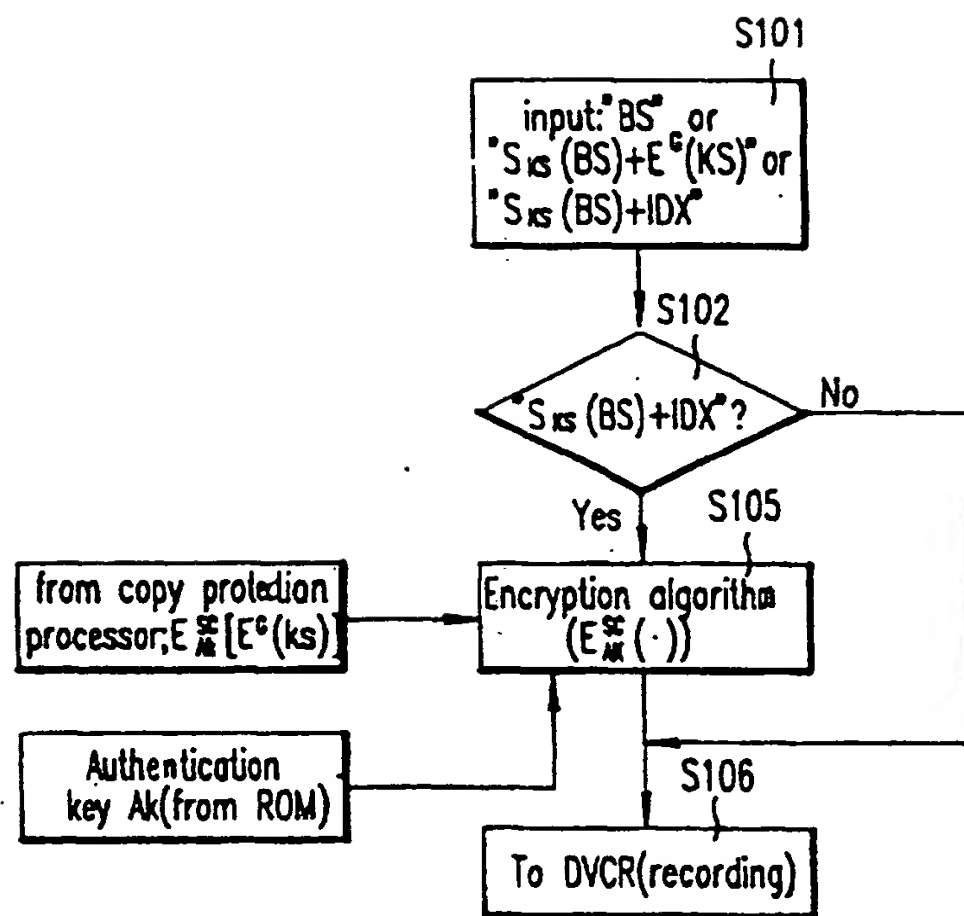 S101
input:"BS" or
"S KS (BS)+E^G(KS)" or
"S KS (BS)+IDX"
S102
"S KS (BS)+IDX"?
No
Yes
S105
from copy protection
processor;E SC AK [E^G(ks)]
Encryption algorithm
(E SC AK ( · ))
Authentication
key Ak(from ROM)
S106
To DVCR(recording)